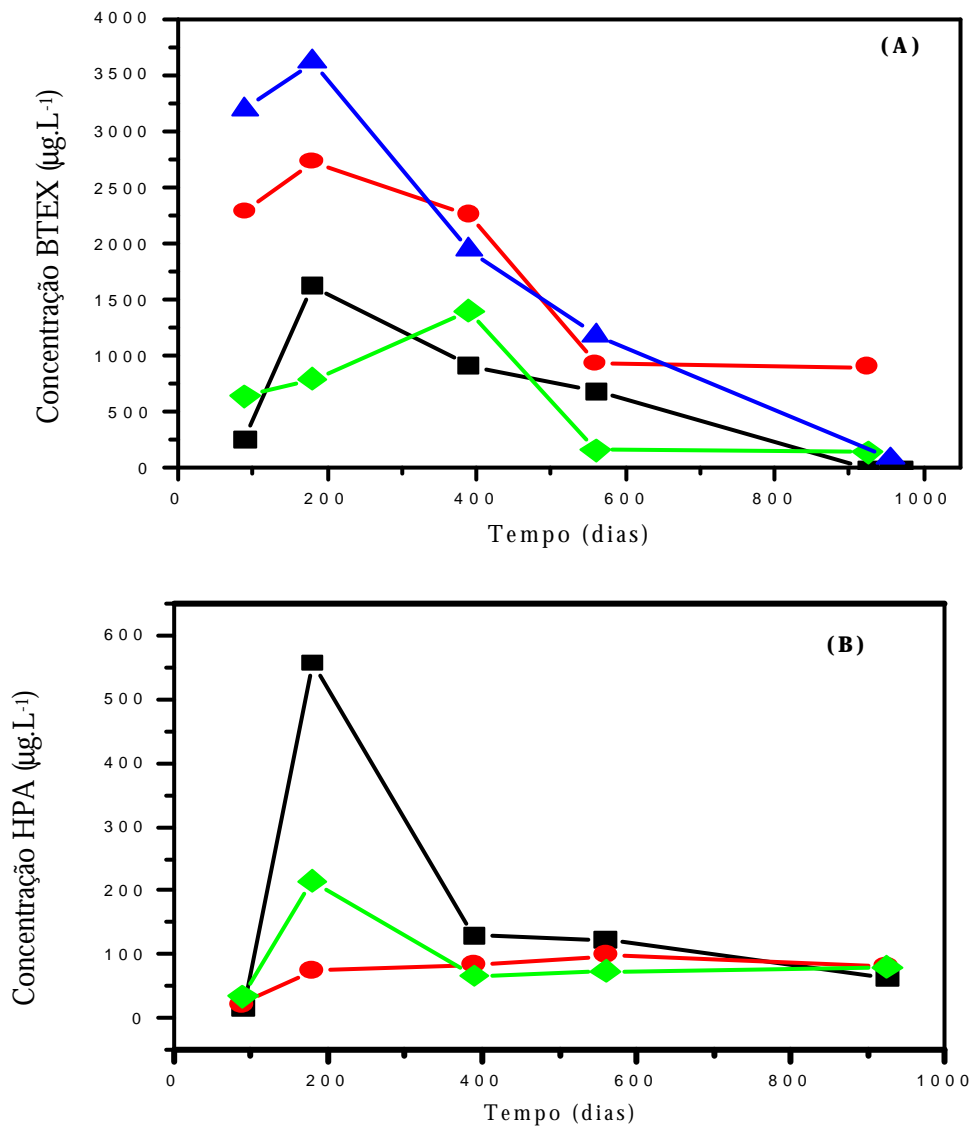 (A)
Concentração BTEX (µg.L-1)
4000
3500
3000
2500
2000
1500
1000
500
0
0 200 400 600 800 1000
Tempo (dias)
(B)
Concentração HPA (µg.L-1)
600
500
400
300
200
100
0
0 200 400 600 800 1000
Tempo (dias)